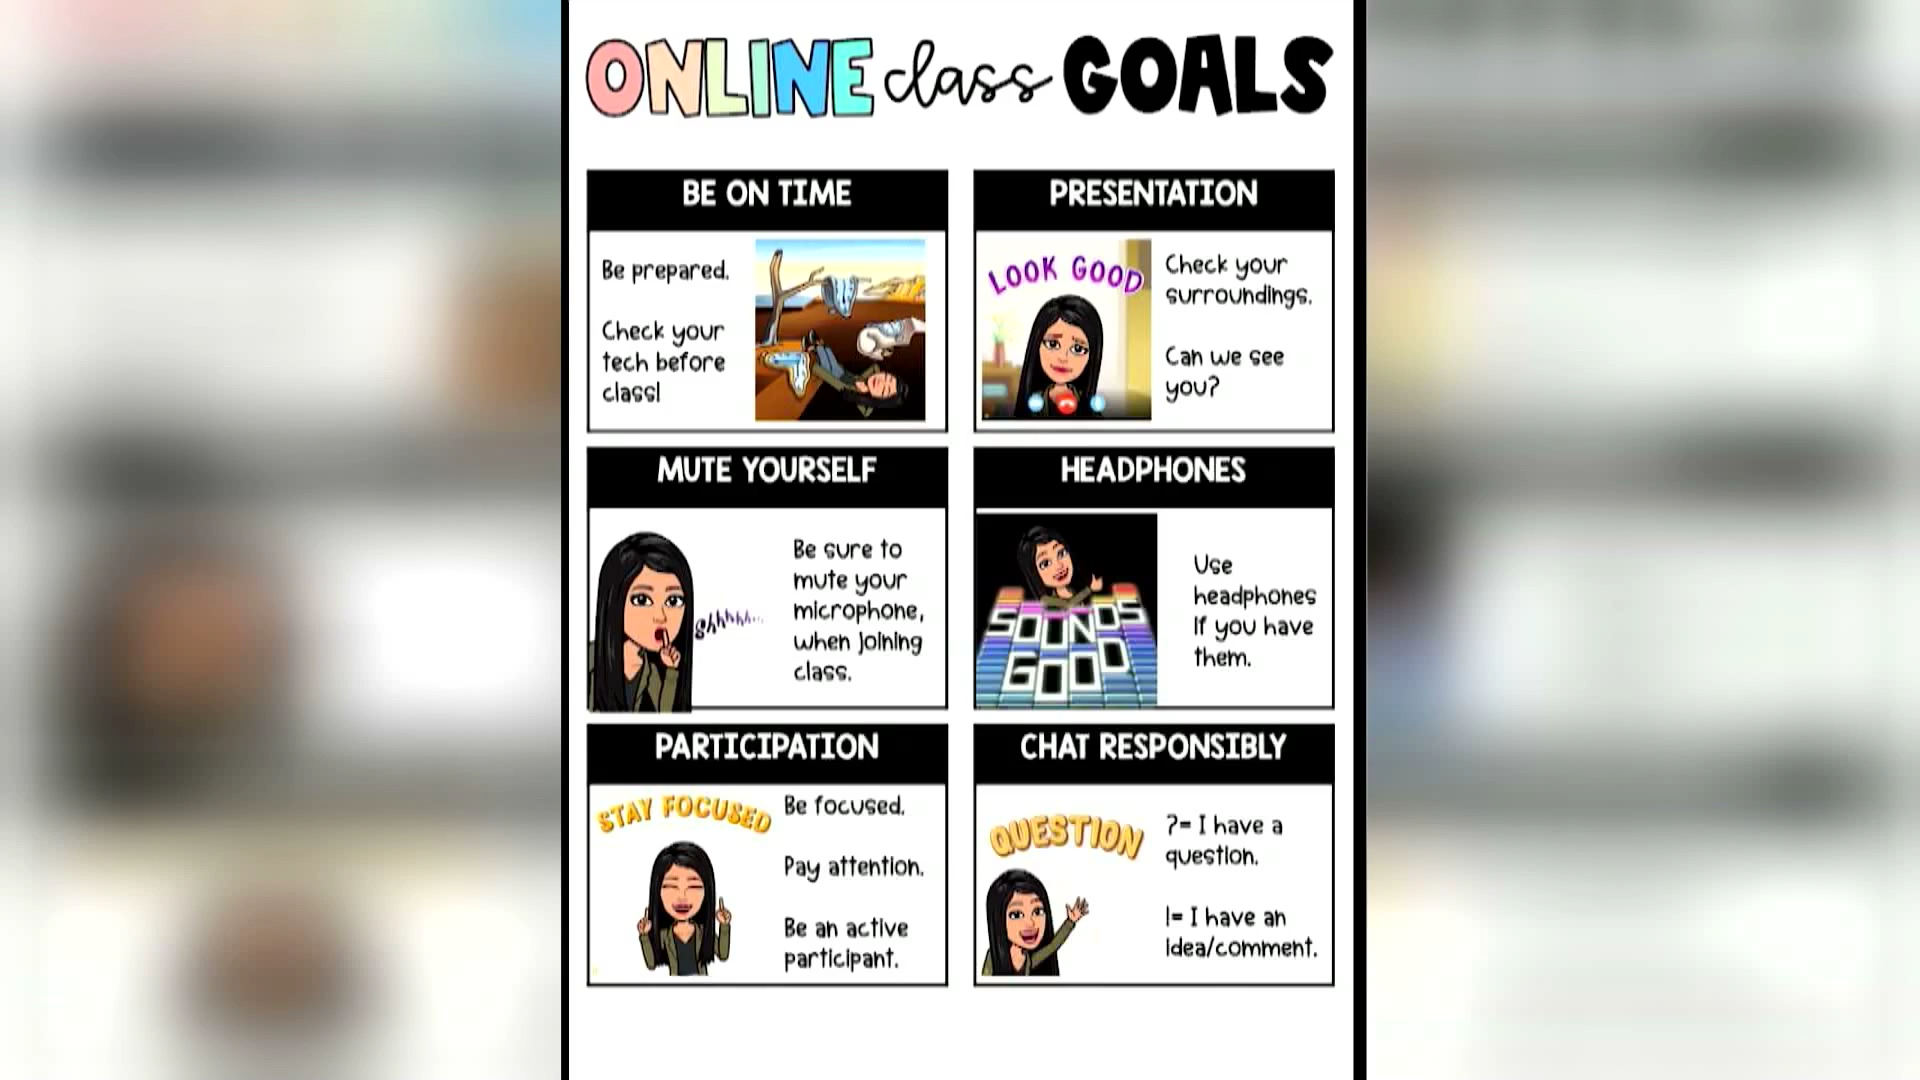 ONLINE class GOALS
BE ON TIME
Be prepared.
Check your
tech before
class!
PRESENTATION
LOOK GOOD
Check your
surroundings.
Can we see
you?
MUTE YOURSELF
Shhhhh...
Be sure to
mute your
microphone,
when joining
class.
HEADPHONES
SOUNDS
GOOD
Use
headphones
If you have
them.
PARTICIPATION
STAY FOCUSED
Be focused.
Pay attention.
Be an active
participant.
CHAT RESPONSIBLY
QUESTION
?= I have a
question.
!= I have an
idea/comment.